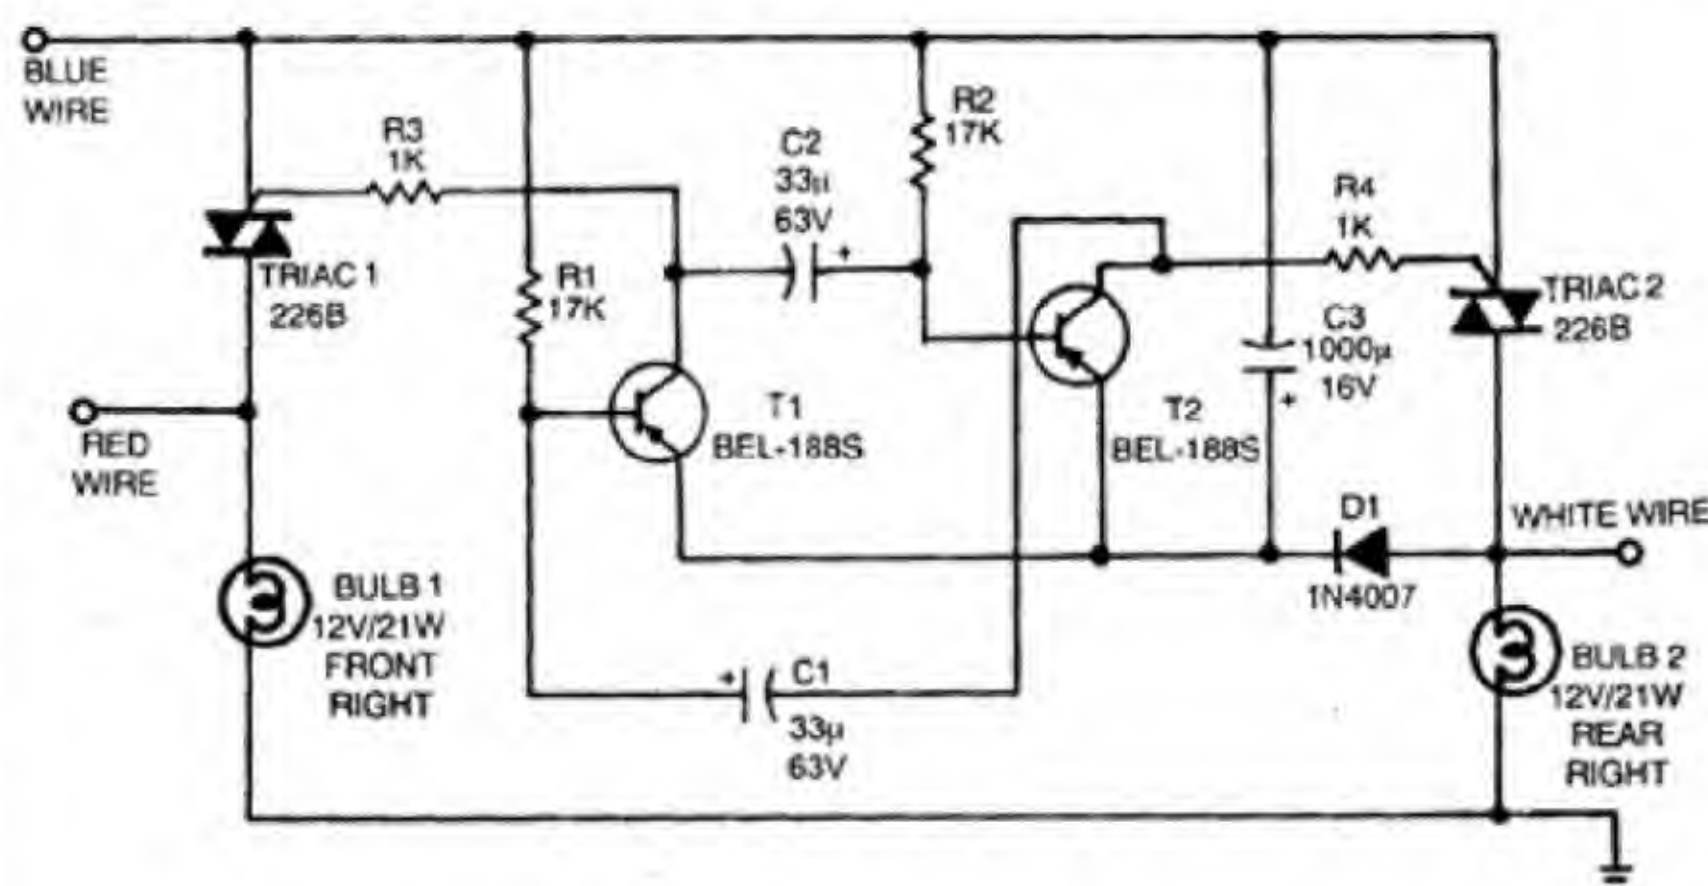 BLUE
WIRE
R3
1K
C2
33µ
63V
+
R2
17K
R4
1K
TRIAC 1
226B
R1
17K
TRIAC 2
226B
C3
1000µ
16V
+
T1
BEL-188S
T2
BEL-188S
RED
WIRE
D1
1N4007
WHITE WIRE
BULB 1
12V/21W
FRONT
RIGHT
+
C1
33µ
63V
BULB 2
12V/21W
REAR
RIGHT